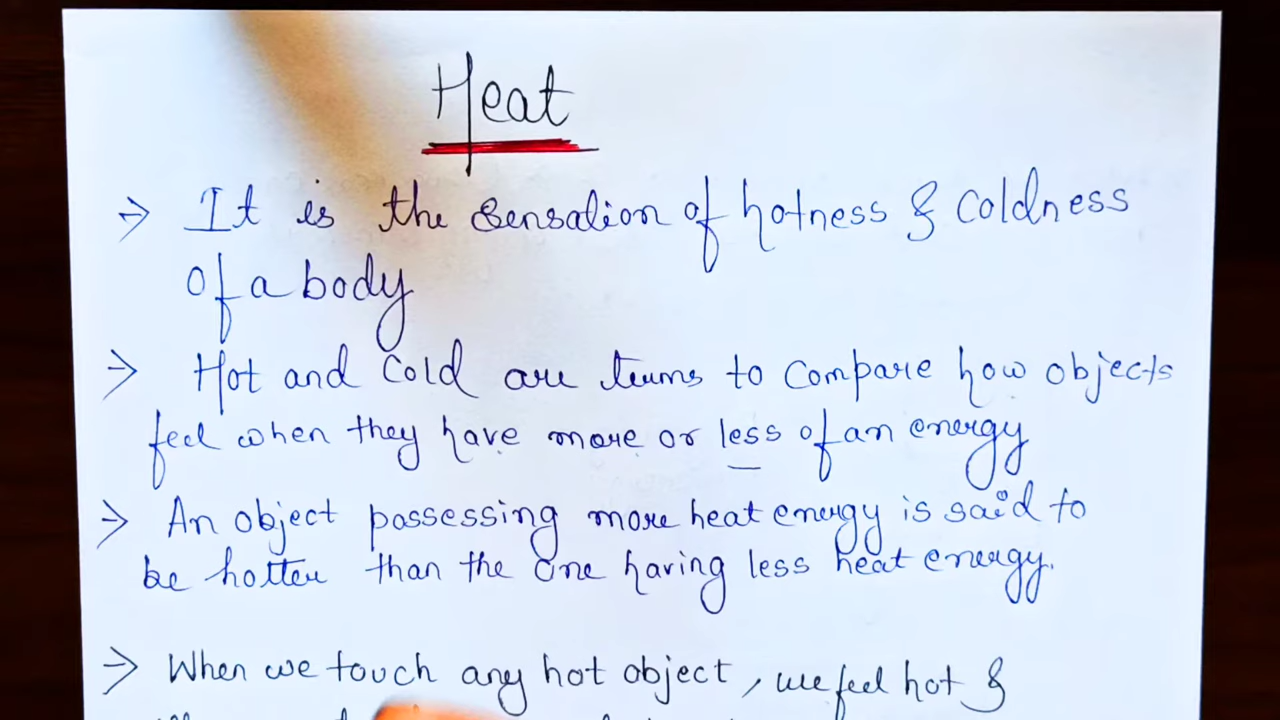 Heat
→ It is the sensation of hotness & coldness
of a body
→ Hot and cold are terms to compare how objects
feel when they have more or less of an energy
→ An object possessing more heat energy is said to
be hotter than the one having less heat energy.
→ When we touch any hot object, we feel hot &